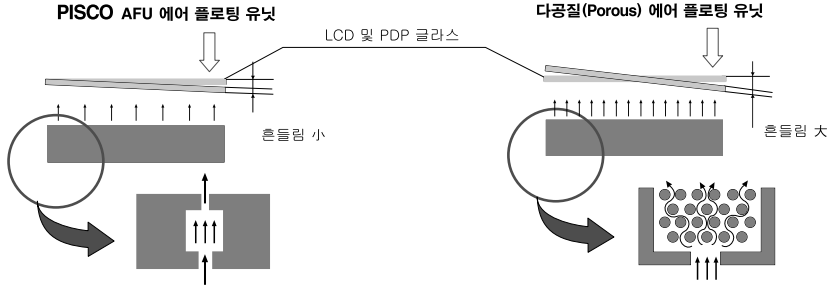 PISCO AFU 에어 플로팅 유닛
다공질(Porous) 에어 플로팅 유닛
LCD 및 PDP 글라스
흔들림 小
흔들림 大